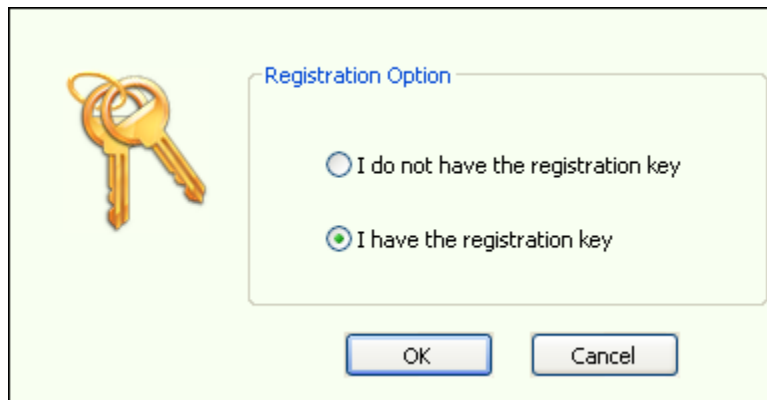 Registration Option
I do not have the registration key
I have the registration key
OK
Cancel